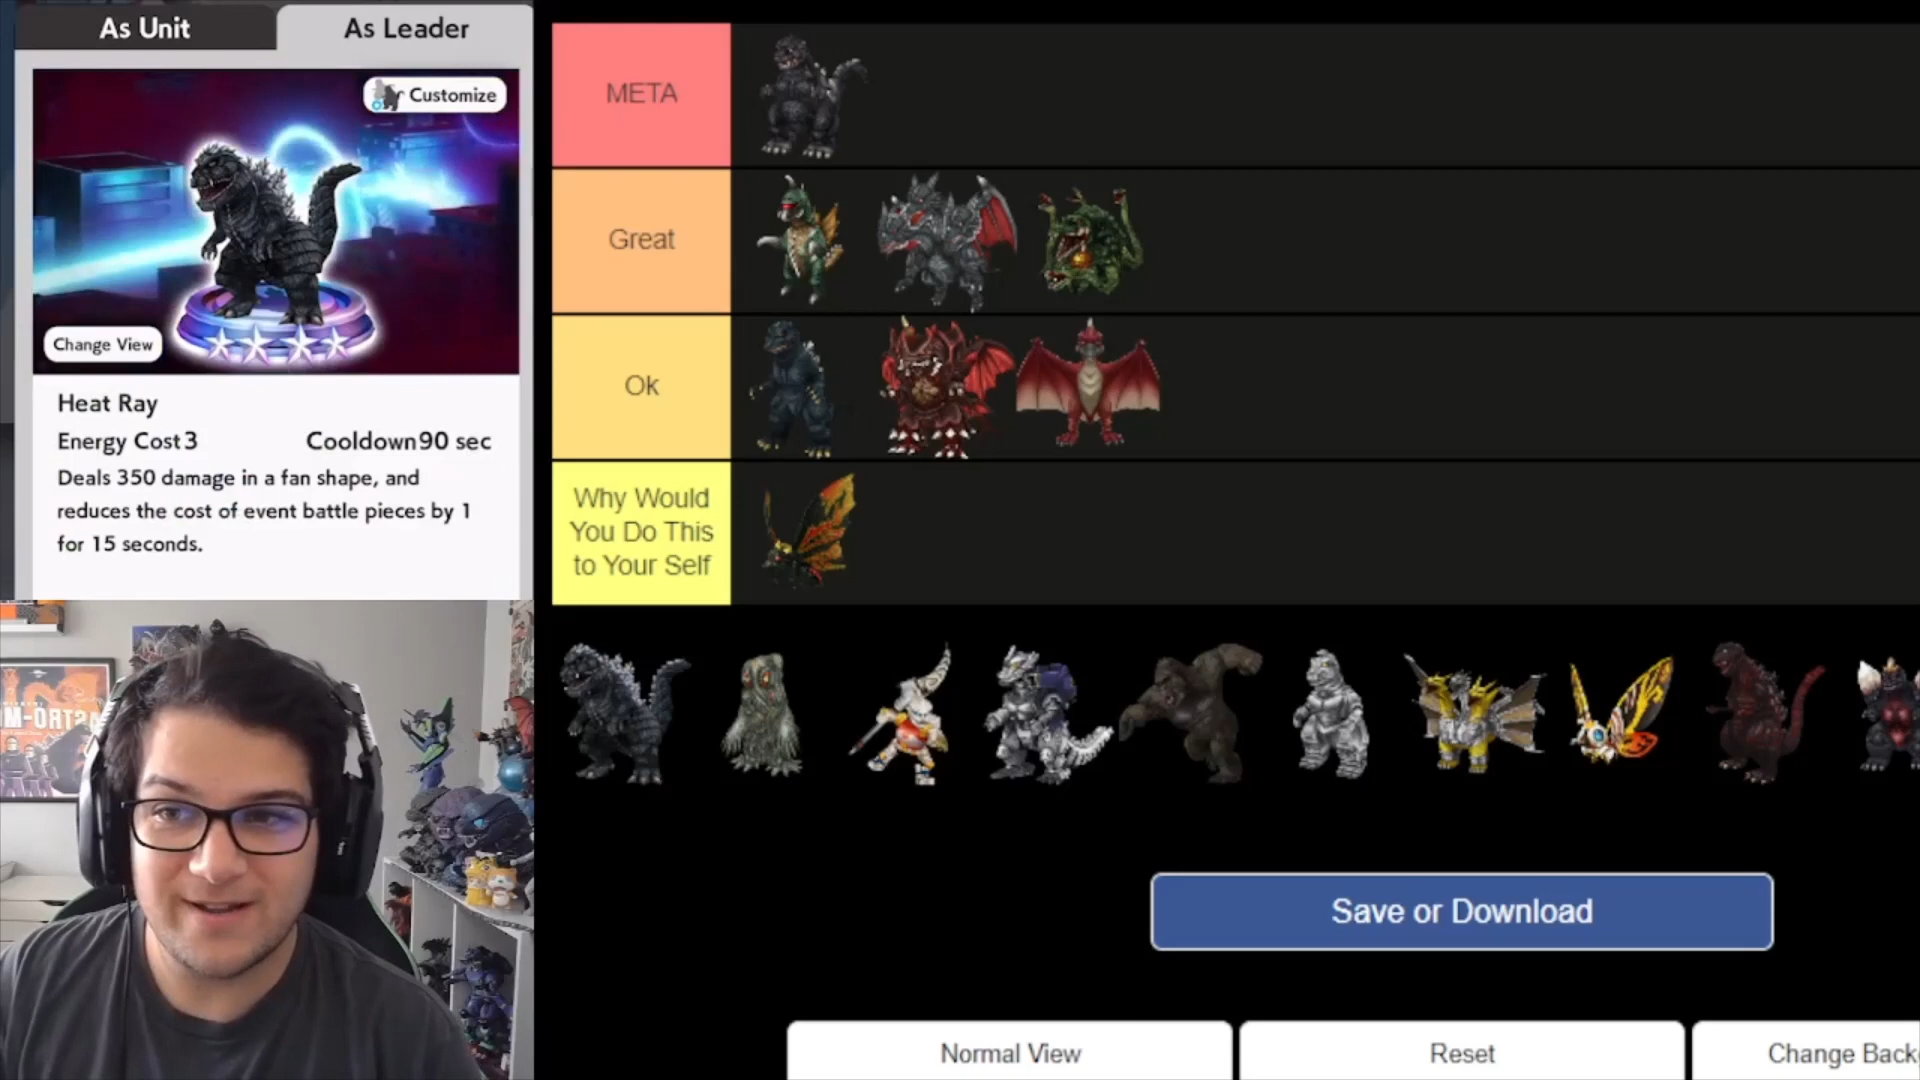 As Unit
As Leader
Customize
Change View
Heat Ray
Energy Cost 3
Cooldown 90 sec
Deals 350 damage in a fan shape, and
reduces the cost of event battle pieces by 1
for 15 seconds.
META
Great
Ok
Why Would
You Do This
to Your Self
Save or Download
Normal View
Reset
Change Back